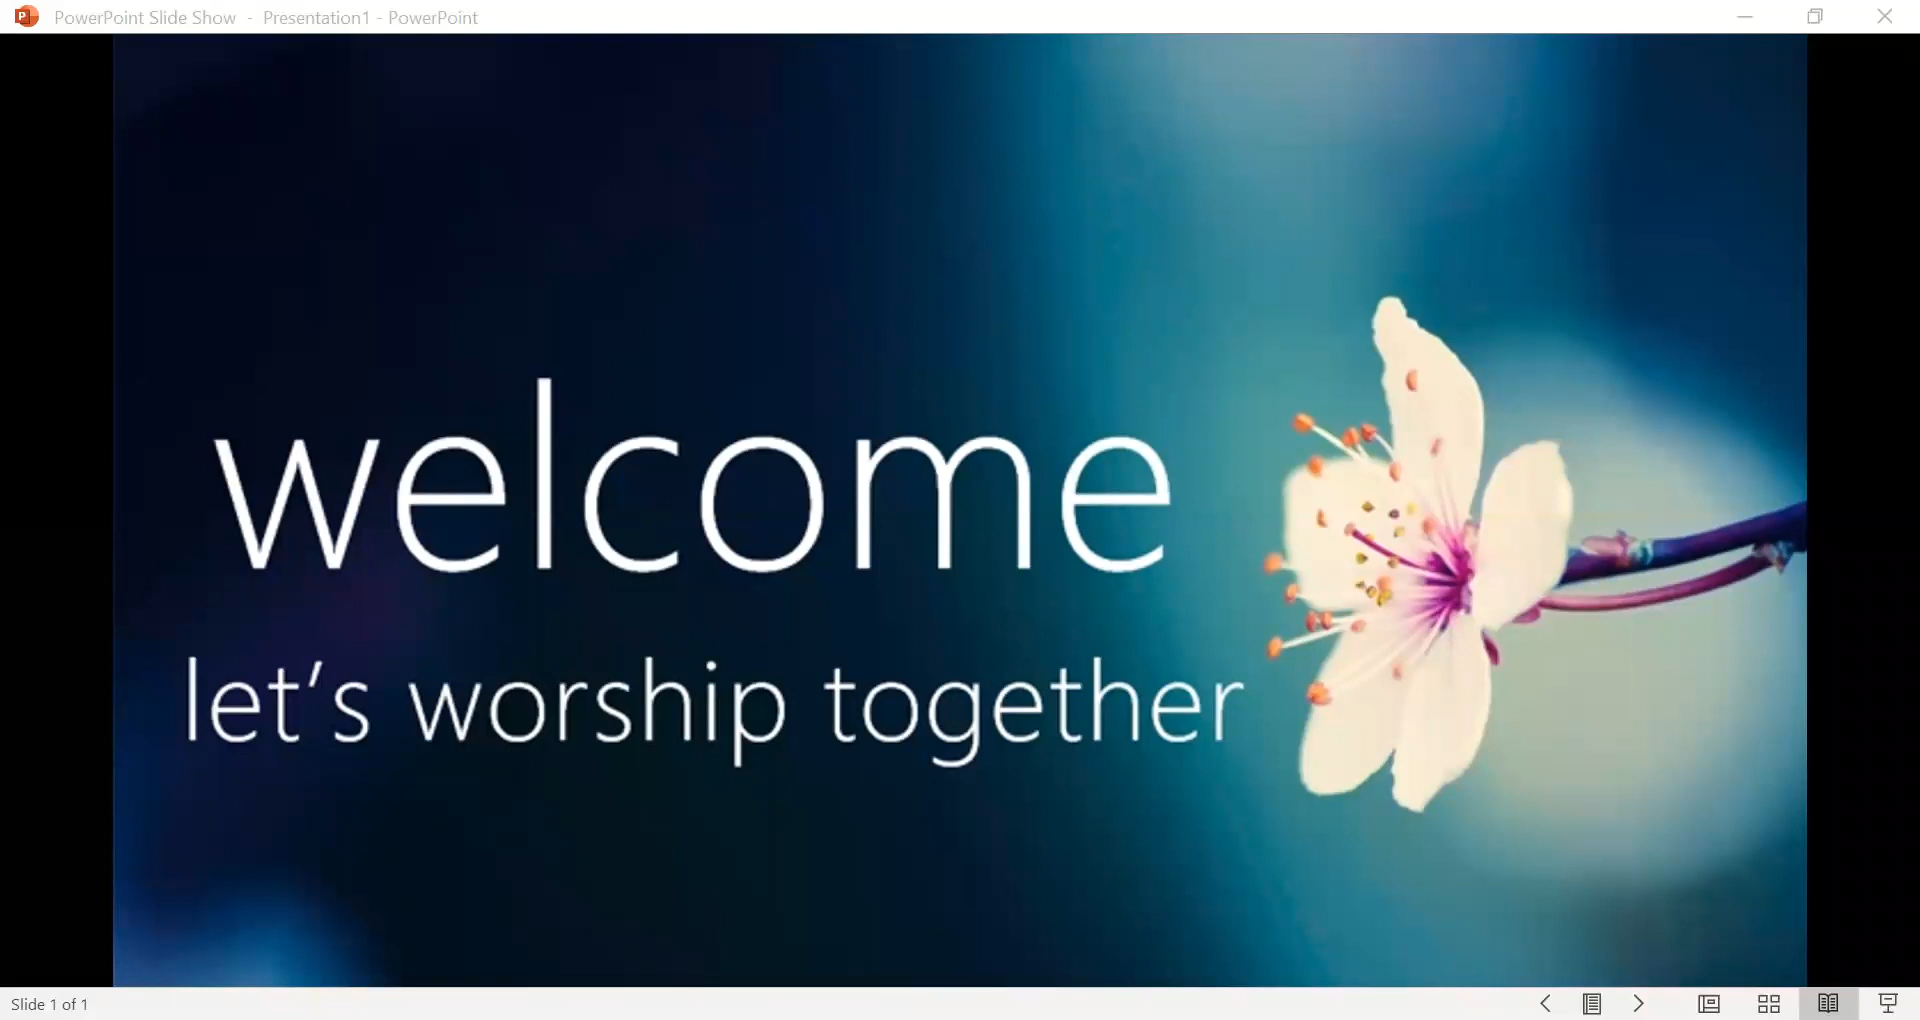 PowerPoint Slide Show - Presentation1 - PowerPoint
welcome
let's worship together
Slide 1 of 1